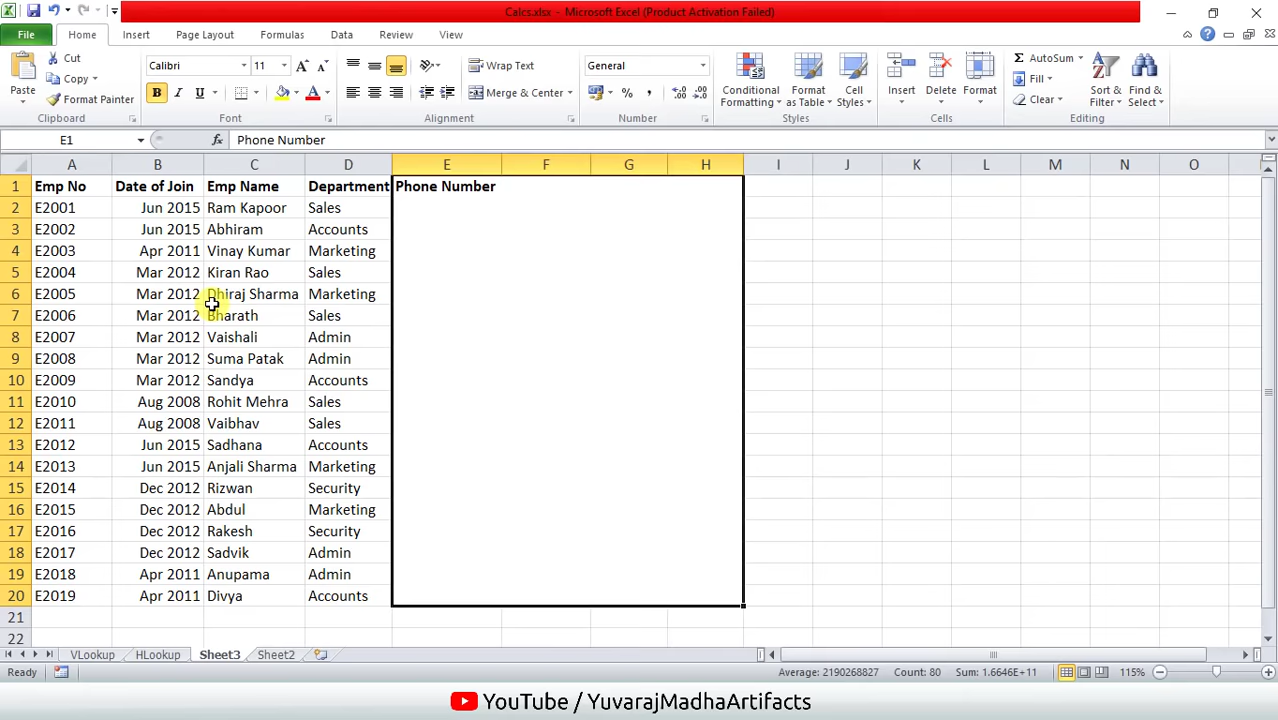 Calcs.xlsx - Microsoft Excel (Product Activation Failed)
File Home Insert Page Layout Formulas Data Review View
Paste
Cut
Copy
Format Painter
Clipboard
Calibri 11
B I U A
Font
Wrap Text
Merge & Center
Alignment
General
% ,
Number
Conditional Formatting
Format as Table
Cell Styles
Styles
Insert Delete Format
Cells
Σ AutoSum
Fill
Clear
Sort & Filter
Find & Select
Editing
E1 fx Phone Number
A B C D E F G H I J K L M N O
1 Emp No Date of Join Emp Name Department Phone Number
2 E2001 Jun 2015 Ram Kapoor Sales
3 E2002 Jun 2015 Abhiram Accounts
4 E2003 Apr 2011 Vinay Kumar Marketing
5 E2004 Mar 2012 Kiran Rao Sales
6 E2005 Mar 2012 Dhiraj Sharma Marketing
7 E2006 Mar 2012 Bharath Sales
8 E2007 Mar 2012 Vaishali Admin
9 E2008 Mar 2012 Suma Patak Admin
10 E2009 Mar 2012 Sandya Accounts
11 E2010 Aug 2008 Rohit Mehra Sales
12 E2011 Aug 2008 Vaibhav Sales
13 E2012 Jun 2015 Sadhana Accounts
14 E2013 Jun 2015 Anjali Sharma Marketing
15 E2014 Dec 2012 Rizwan Security
16 E2015 Dec 2012 Abdul Marketing
17 E2016 Dec 2012 Rakesh Security
18 E2017 Dec 2012 Sadvik Admin
19 E2018 Apr 2011 Anupama Admin
20 E2019 Apr 2011 Divya Accounts
21
22
VLookup HLookup Sheet3 Sheet2
Ready Average: 2190268827 Count: 80 Sum: 1.6646E+11 115%
YouTube / YuvarajMadhaArtifacts